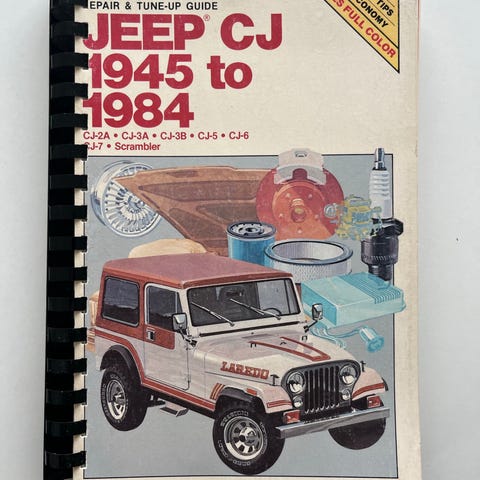 EPAIR & TUNE-UP GUIDE
JEEP® CJ
1945 to
1984
CJ-2A • CJ-3A • CJ-3B • CJ-5 • CJ-6
CJ-7 • Scrambler
TIPS
ECONOMY
FULL COLOR
LAREDO